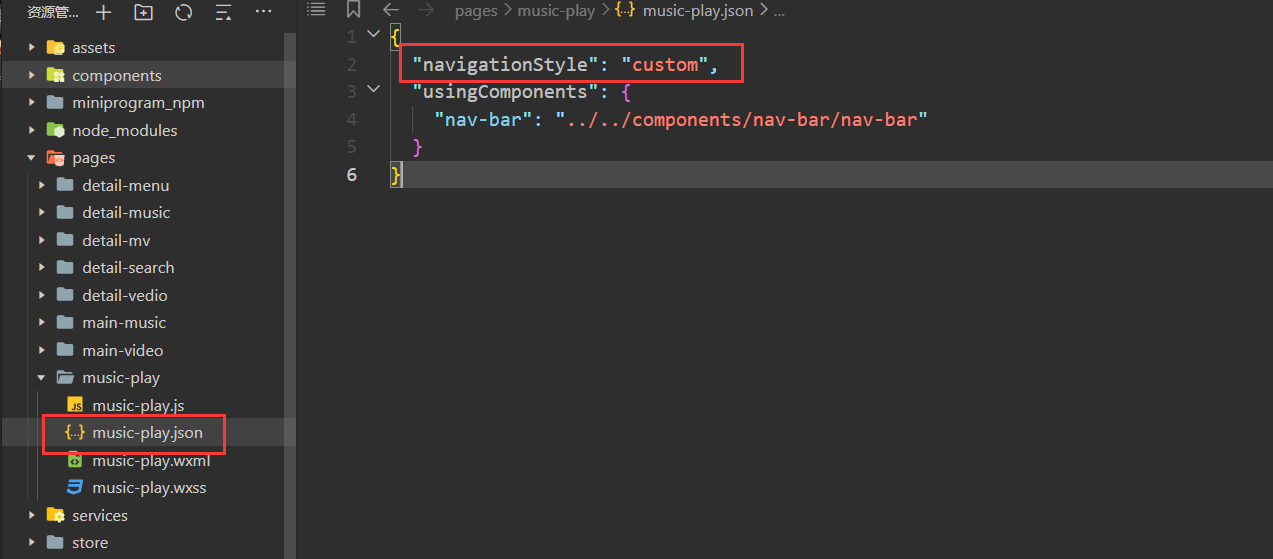 资源管...
pages > music-play > {..} music-play.json > ...
assets
components
miniprogram_npm
node_modules
pages
detail-menu
detail-music
detail-mv
detail-search
detail-vedio
main-music
main-video
music-play
JS music-play.js
{..} music-play.json
music-play.wxml
music-play.wxss
services
store
1 {
2 "navigationStyle": "custom",
3 "usingComponents": {
4 "nav-bar": "../../components/nav-bar/nav-bar"
5 }
6 }